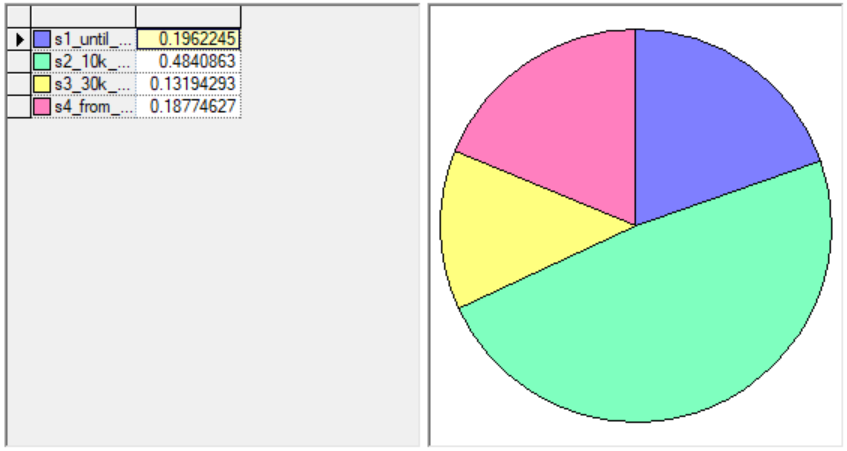 s1_until_... 0.1962245
s2_10k_... 0.4840863
s3_30k_... 0.13194293
s4_from_... 0.18774627